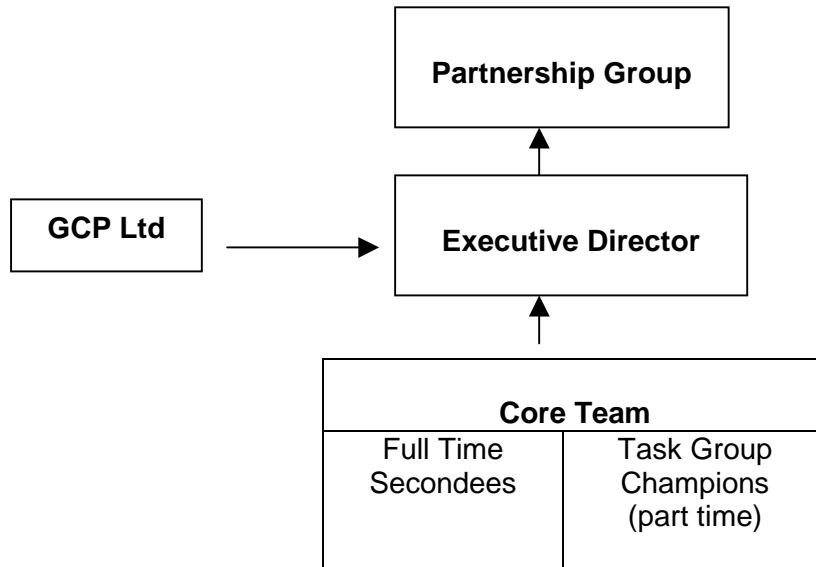 Partnership Group
GCP Ltd
Executive Director
Core Team
Full Time
Secondees
Task Group
Champions
(part time)